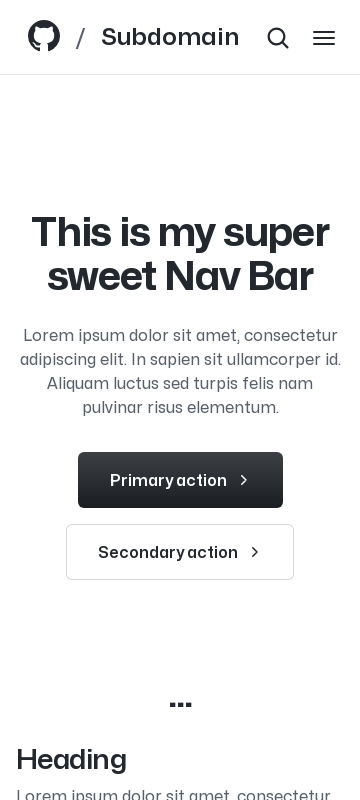 / Subdomain
This is my super
sweet Nav Bar
Lorem ipsum dolor sit amet, consectetur
adipiscing elit. In sapien sit ullamcorper id.
Aliquam luctus sed turpis felis nam
pulvinar risus elementum.
Primary action
Secondary action
...
Heading
Lorem ipsum dolor sit amet, consectetur